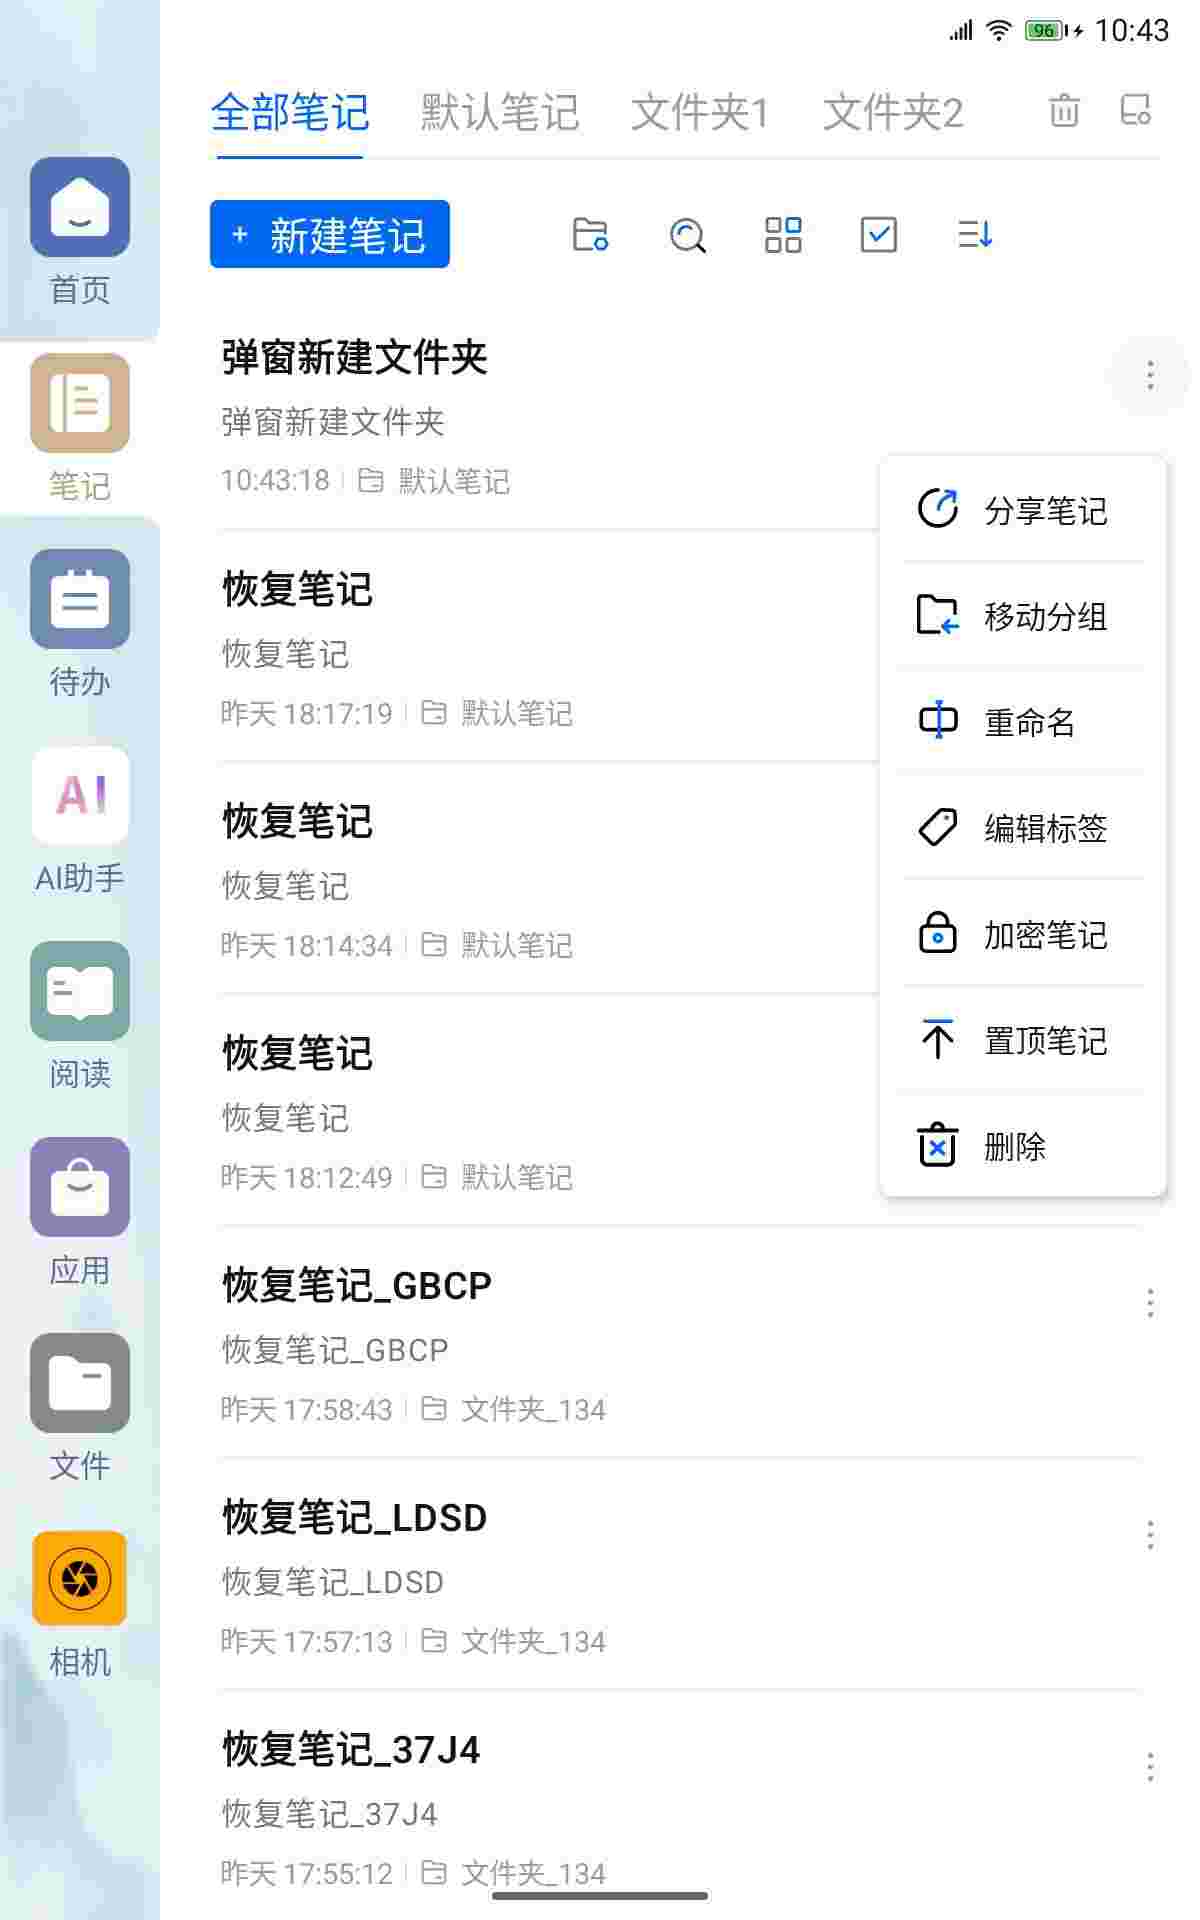 96 10:43
全部笔记 默认笔记 文件夹1 文件夹2
+ 新建笔记
首页
笔记
待办
AI
AI助手
阅读
应用
文件
相机
弹窗新建文件夹
弹窗新建文件夹
10:43:18 默认笔记
恢复笔记
恢复笔记
昨天 18:17:19 默认笔记
恢复笔记
恢复笔记
昨天 18:14:34 默认笔记
恢复笔记
恢复笔记
昨天 18:12:49 默认笔记
恢复笔记_GBCP
恢复笔记_GBCP
昨天 17:58:43 文件夹_134
恢复笔记_LDSD
恢复笔记_LDSD
昨天 17:57:13 文件夹_134
恢复笔记_37J4
恢复笔记_37J4
昨天 17:55:12 文件夹_134
分享笔记
移动分组
重命名
编辑标签
加密笔记
置顶笔记
删除